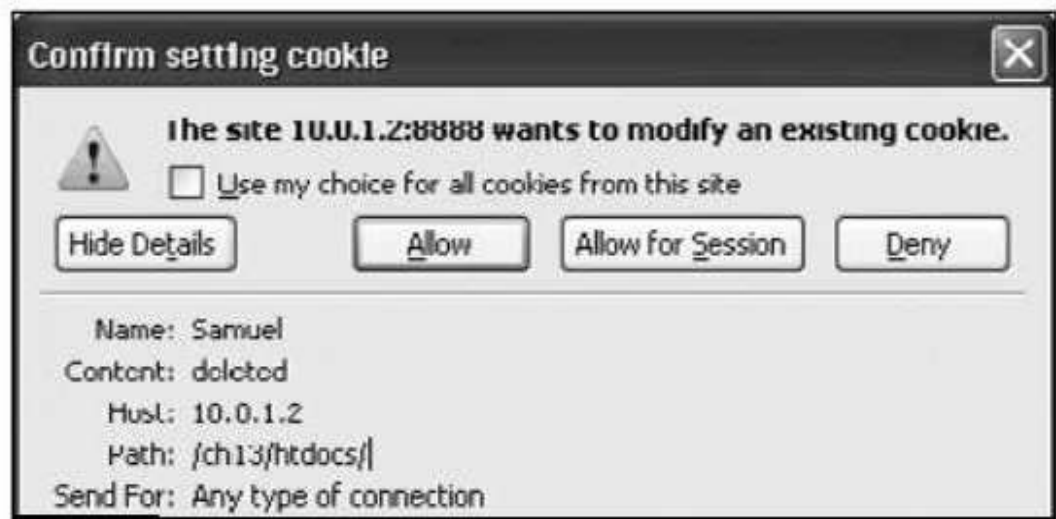 Confirm setting cookie
The site 10.0.1.2:8888 wants to modify an existing cookie.
Use my choice for all cookies from this site
Hide Details Allow Allow for Session Deny
Name: Samuel
Content: deleted
Host: 10.0.1.2
Path: /ch13/htdocs/
Send For: Any type of connection